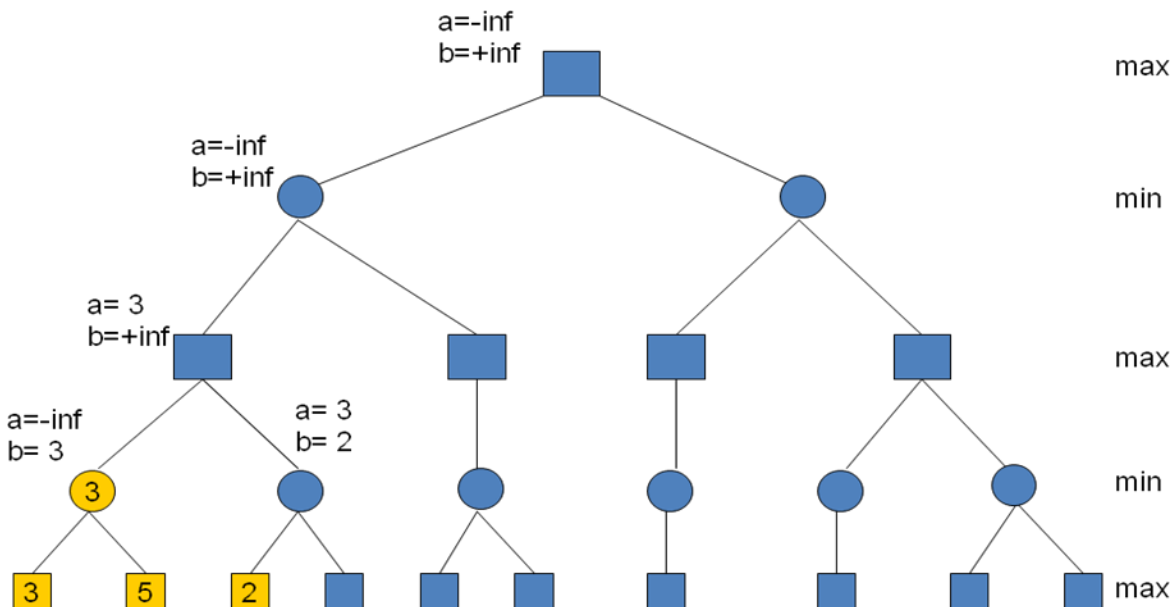 a=-inf
b=+inf
max
a=-inf
b=+inf
min
a= 3
b=+inf
max
a=-inf
b= 3
a= 3
b= 2
3
min
3
5
2
max